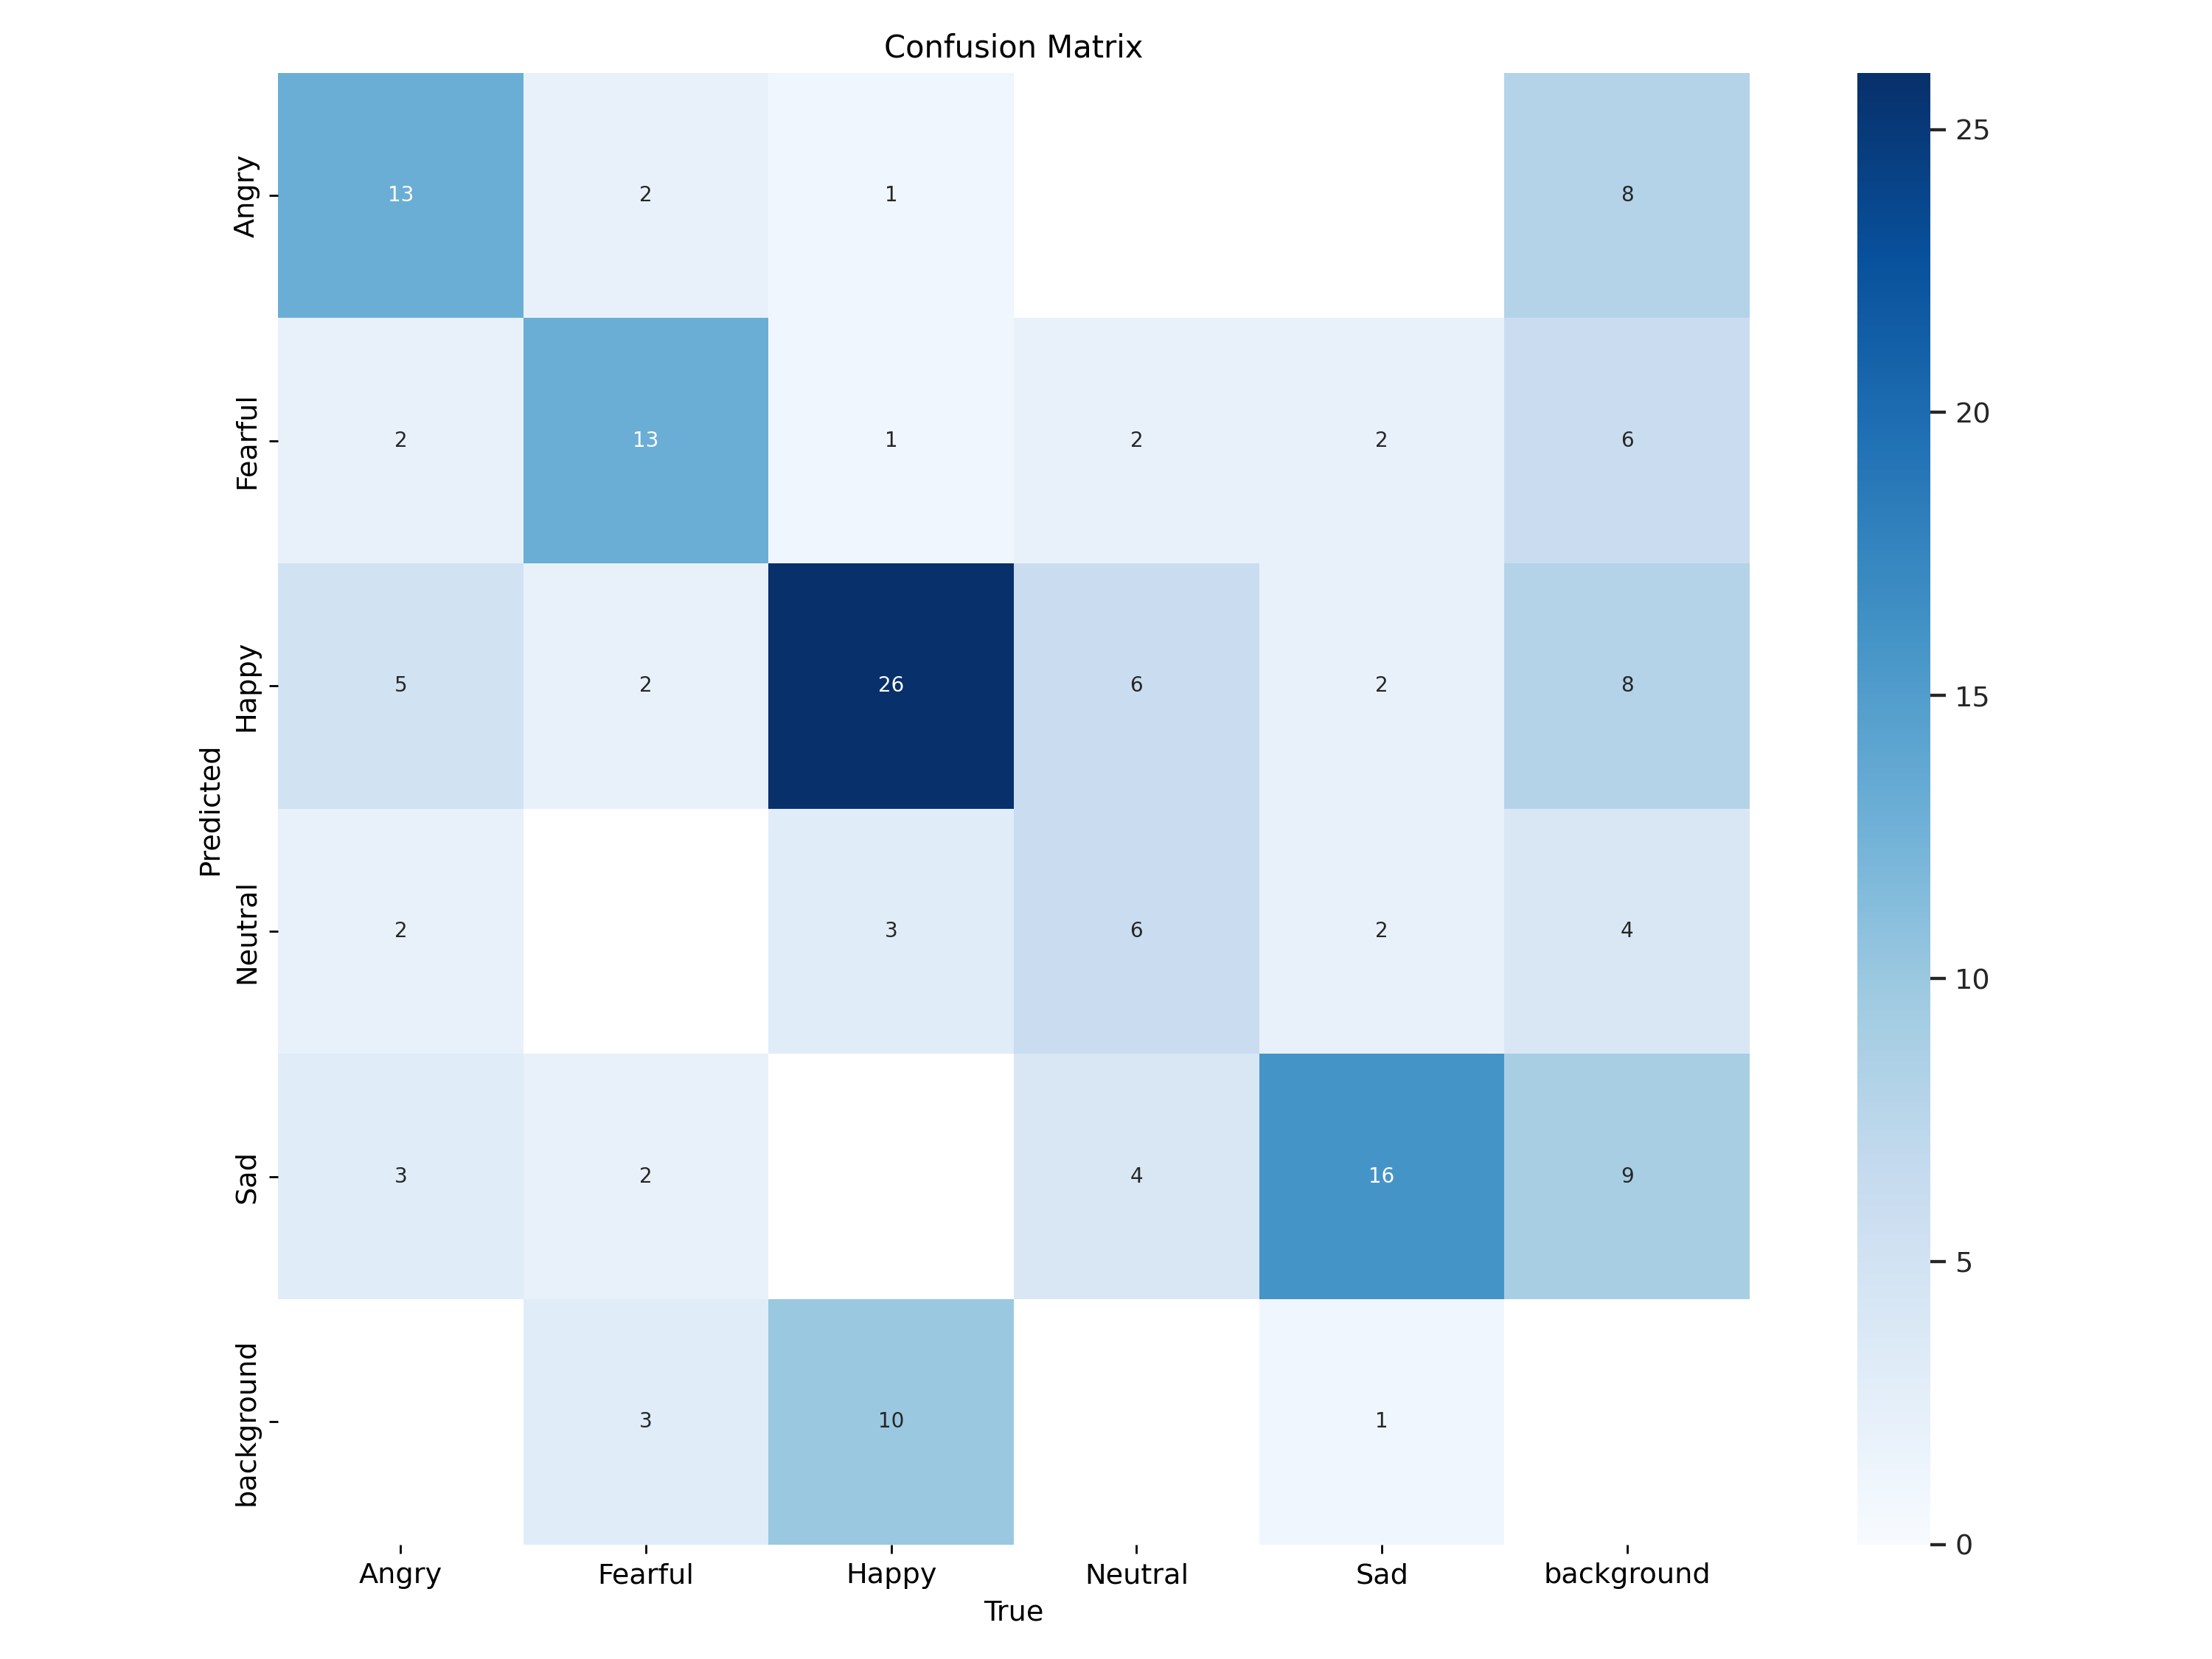 Confusion Matrix
Angry
13 2 1 8
Fearful
2 13 1 2 2 6
Happy
5 2 26 6 2 8
Neutral
2 3 6 2 4
Sad
3 2 4 16 9
background
3 10 1
Predicted
Angry Fearful Happy Neutral Sad background
True
25
20
15
10
5
0